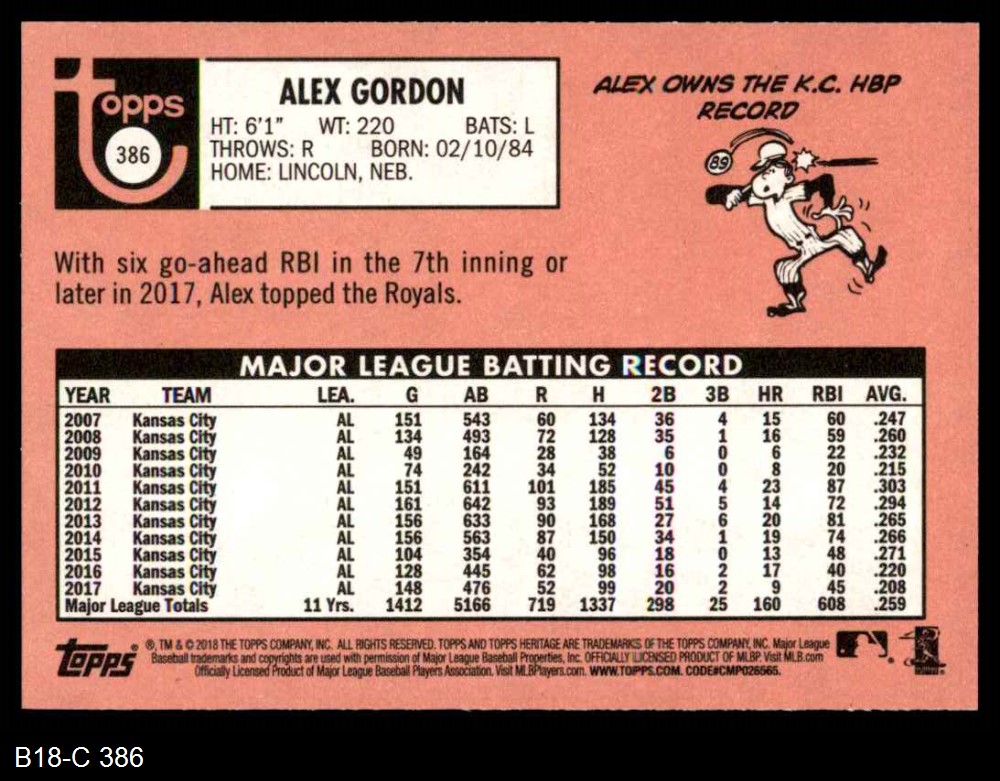 Topps
386
ALEX GORDON
HT: 6'1" WT: 220 BATS: L
THROWS: R BORN: 02/10/84
HOME: LINCOLN, NEB.
ALEX OWNS THE K.C. HBP
RECORD
89
With six go-ahead RBI in the 7th inning or
later in 2017, Alex topped the Royals.
MAJOR LEAGUE BATTING RECORD
YEAR TEAM LEA. G AB R H 2B 3B HR RBI AVG.
2007 Kansas City AL 151 543 60 134 36 4 15 60 .247
2008 Kansas City AL 134 493 72 128 35 1 16 59 .260
2009 Kansas City AL 49 164 28 38 6 0 6 22 .232
2010 Kansas City AL 74 242 34 52 10 0 8 20 .215
2011 Kansas City AL 151 611 101 185 45 4 23 87 .303
2012 Kansas City AL 161 642 93 189 51 5 14 72 .294
2013 Kansas City AL 156 633 90 168 27 6 20 81 .265
2014 Kansas City AL 156 563 87 150 34 1 19 74 .266
2015 Kansas City AL 104 354 40 96 18 0 13 48 .271
2016 Kansas City AL 128 445 62 98 16 2 17 40 .220
2017 Kansas City AL 148 476 52 99 20 2 9 45 .208
Major League Totals 11 Yrs. 1412 5166 719 1337 298 25 160 608 .259
Topps ®, TM & © 2018 THE TOPPS COMPANY, INC. ALL RIGHTS RESERVED. TOPPS AND TOPPS HERITAGE ARE TRADEMARKS OF THE TOPPS COMPANY, INC. Major League
Baseball trademarks and copyrights are used with permission of Major League Baseball Properties, Inc. OFFICIALLY LICENSED PRODUCT OF MLBP. Visit MLB.com
Officially Licensed Product of Major League Baseball Players Association. Visit MLBPlayers.com. WWW.TOPPS.COM. CODE#CMP026565.
B18-C 386